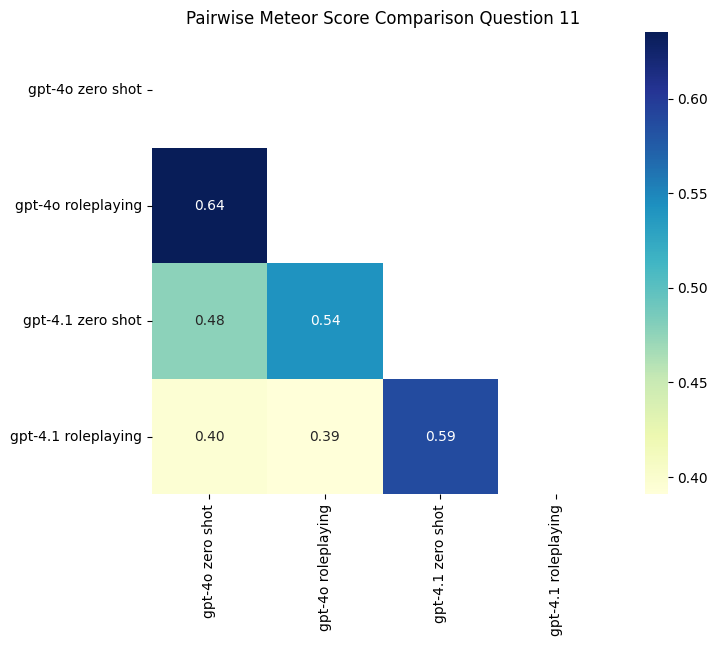 Pairwise Meteor Score Comparison Question 11
gpt-4o zero shot
gpt-4o roleplaying
gpt-4.1 zero shot
gpt-4.1 roleplaying
0.64
0.48 0.54
0.40 0.39 0.59
gpt-4o zero shot
gpt-4o roleplaying
gpt-4.1 zero shot
gpt-4.1 roleplaying
0.60
0.55
0.50
0.45
0.40